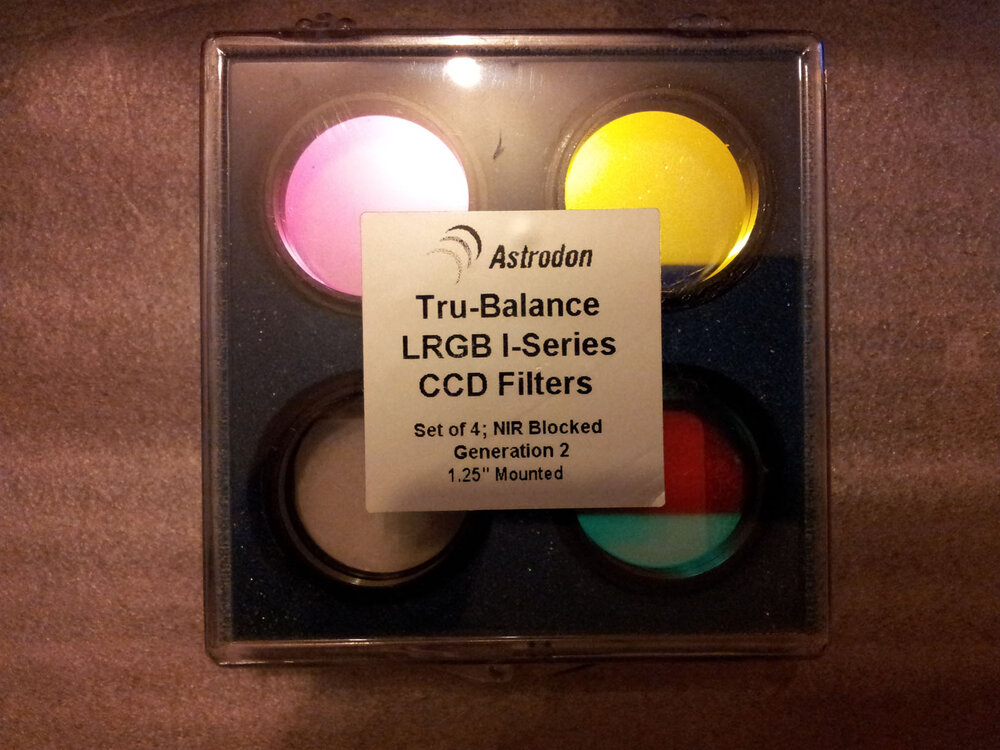 Astrodon
Tru-Balance
LRGB I-Series
CCD Filters
Set of 4; NIR Blocked
Generation 2
1.25" Mounted